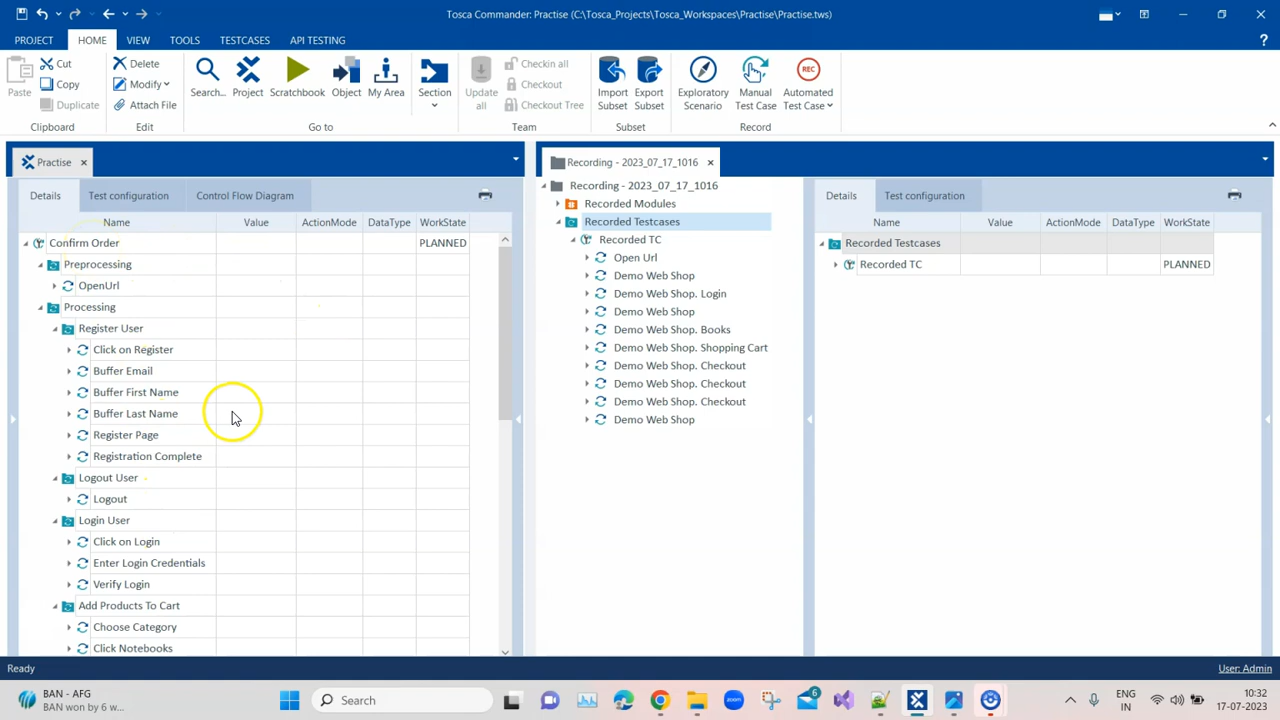 Tosca Commander: Practise (C:\Tosca_Projects\Tosca_Workspaces\Practise\Practise.tws)
PROJECT HOME VIEW TOOLS TESTCASES API TESTING ?
Paste Cut Copy Duplicate
Clipboard
Delete Modify Attach File
Edit
Search... Project Scratchbook Object My Area Section
Go to
Update all Checkin all Checkout Checkout Tree
Team
Import Subset Export Subset
Subset
Exploratory Scenario Manual Test Case REC Automated Test Case
Record
Practise
Details Test configuration Control Flow Diagram
Name Value ActionMode DataType WorkState
Confirm Order PLANNED
Preprocessing
OpenUrl
Processing
Register User
Click on Register
Buffer Email
Buffer First Name
Buffer Last Name
Register Page
Registration Complete
Logout User
Logout
Login User
Click on Login
Enter Login Credentials
Verify Login
Add Products To Cart
Choose Category
Click Notebooks
Recording - 2023_07_17_1016
Recording - 2023_07_17_1016
Recorded Modules
Recorded Testcases
Recorded TC
Open Url
Demo Web Shop
Demo Web Shop. Login
Demo Web Shop
Demo Web Shop. Books
Demo Web Shop. Shopping Cart
Demo Web Shop. Checkout
Demo Web Shop. Checkout
Demo Web Shop. Checkout
Demo Web Shop
Details Test configuration
Name Value ActionMode DataType WorkState
Recorded Testcases
Recorded TC PLANNED
Ready User: Admin
BAN - AFG
BAN won by 6 w...
Search
zoom
6
ENG
IN
10:32
17-07-2023